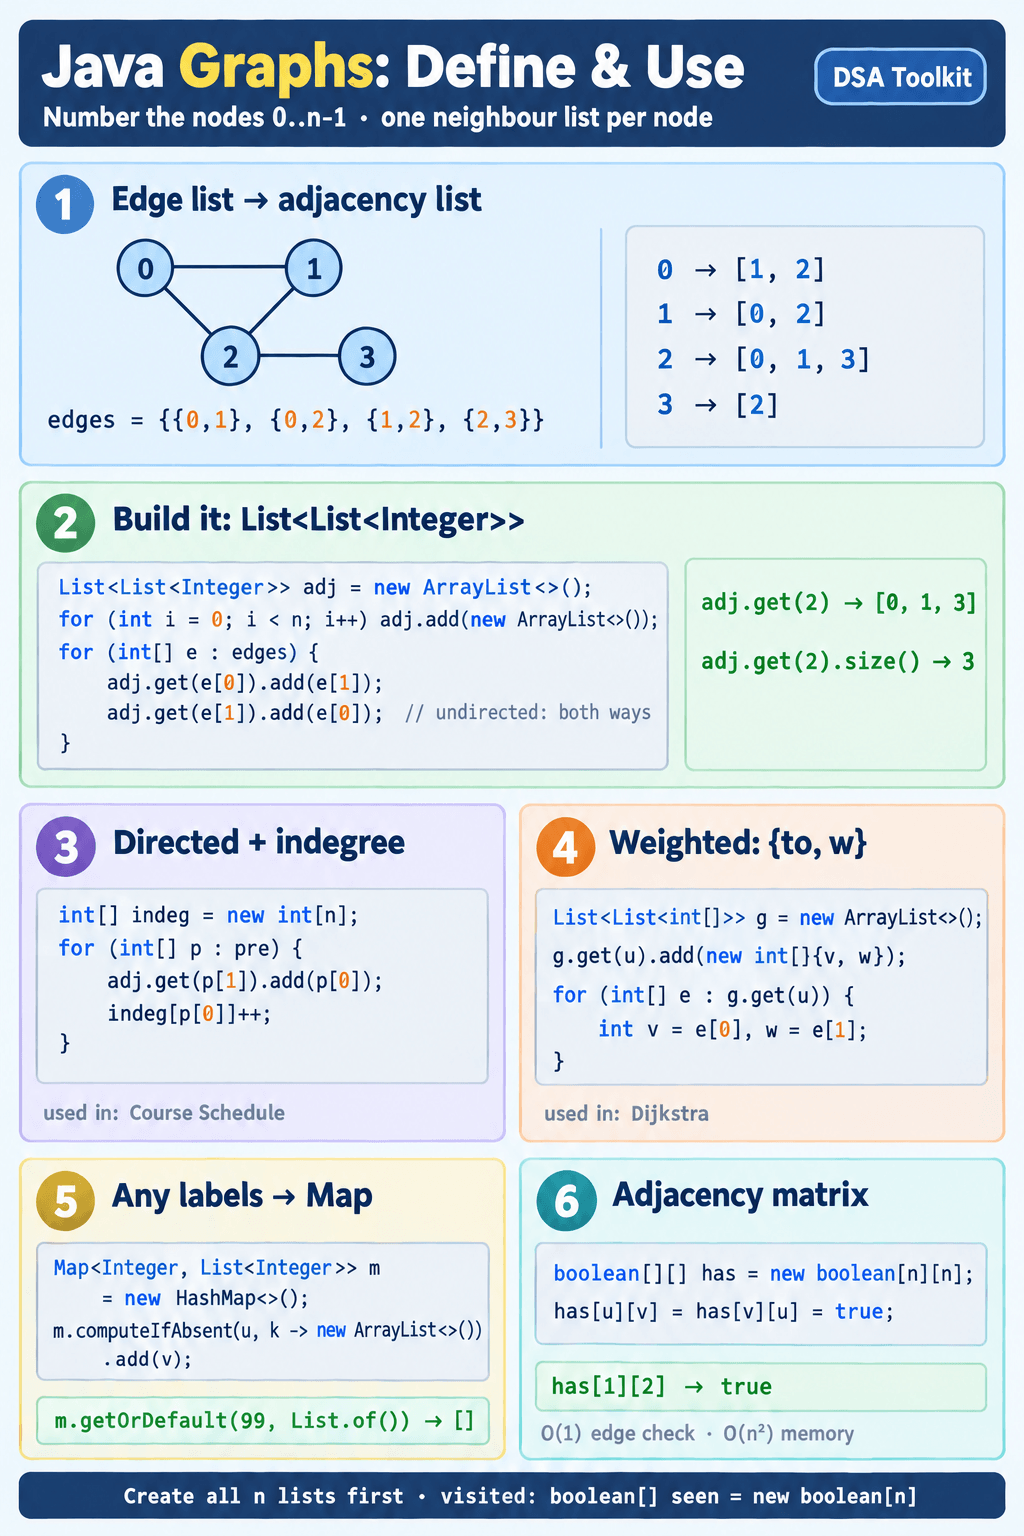 Java Graphs: Define & Use
DSA Toolkit
Number the nodes 0..n-1 · one neighbour list per node
1
Edge list → adjacency list
0
1
2
3
edges = {{0,1}, {0,2}, {1,2}, {2,3}}
0 → [1, 2]
1 → [0, 2]
2 → [0, 1, 3]
3 → [2]
2
Build it: List<List<Integer>>
List<List<Integer>> adj = new ArrayList<>();
for (int i = 0; i < n; i++) adj.add(new ArrayList<>());
for (int[] e : edges) {
    adj.get(e[0]).add(e[1]);
    adj.get(e[1]).add(e[0]);  // undirected: both ways
}
adj.get(2) → [0, 1, 3]
adj.get(2).size() → 3
3
Directed + indegree
int[] indeg = new int[n];
for (int[] p : pre) {
    adj.get(p[1]).add(p[0]);
    indeg[p[0]]++;
}
used in: Course Schedule
4
Weighted: {to, w}
List<List<int[]>> g = new ArrayList<>();
g.get(u).add(new int[]{v, w});
for (int[] e : g.get(u)) {
    int v = e[0], w = e[1];
}
used in: Dijkstra
5
Any labels → Map
Map<Integer, List<Integer>> m
    = new HashMap<>();
m.computeIfAbsent(u, k -> new ArrayList<>())
    .add(v);
m.getOrDefault(99, List.of()) → []
6
Adjacency matrix
boolean[][] has = new boolean[n][n];
has[u][v] = has[v][u] = true;
has[1][2] → true
O(1) edge check · O(n²) memory
Create all n lists first · visited: boolean[] seen = new boolean[n]